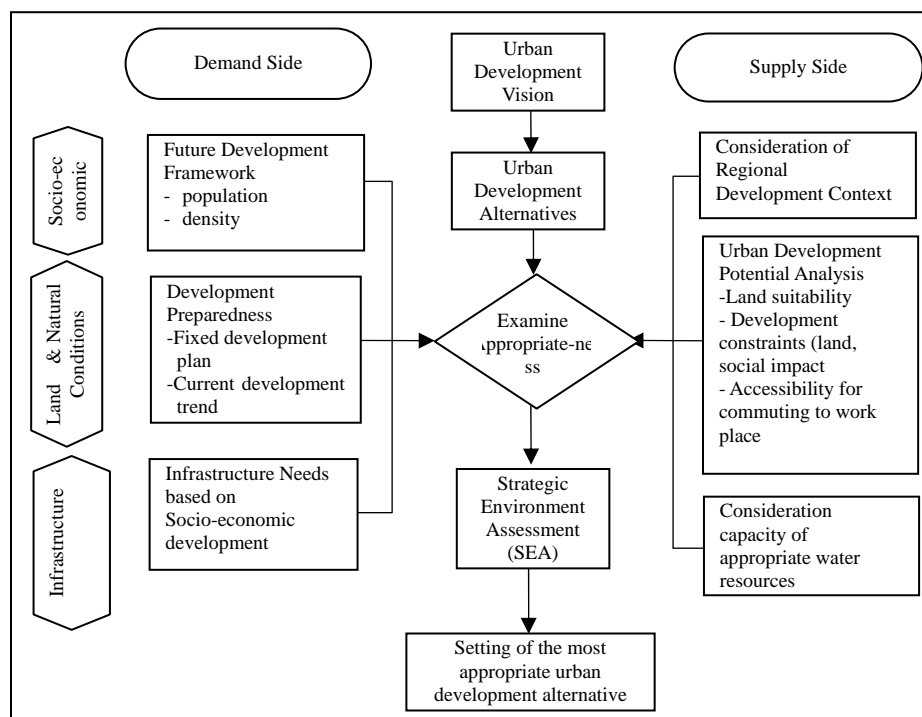 Demand Side
Urban
Development
Vision
Supply Side
Socio-ec
onomic
Future Development
Framework
- population
- density
Urban
Development
Alternatives
Consideration of
Regional
Development Context
Land & Natural
Conditions
Development
Preparedness
-Fixed development
plan
-Current development
trend
Examine
Appropriate-ne
ss
Urban Development
Potential Analysis
-Land suitability
- Development
constraints (land,
social impact
- Accessibility for
commuting to work
place
Infrastructure
Infrastructure Needs
based on
Socio-economic
development
Strategic
Environment
Assessment
(SEA)
Consideration
capacity of
appropriate water
resources
Setting of the most
appropriate urban
development alternative